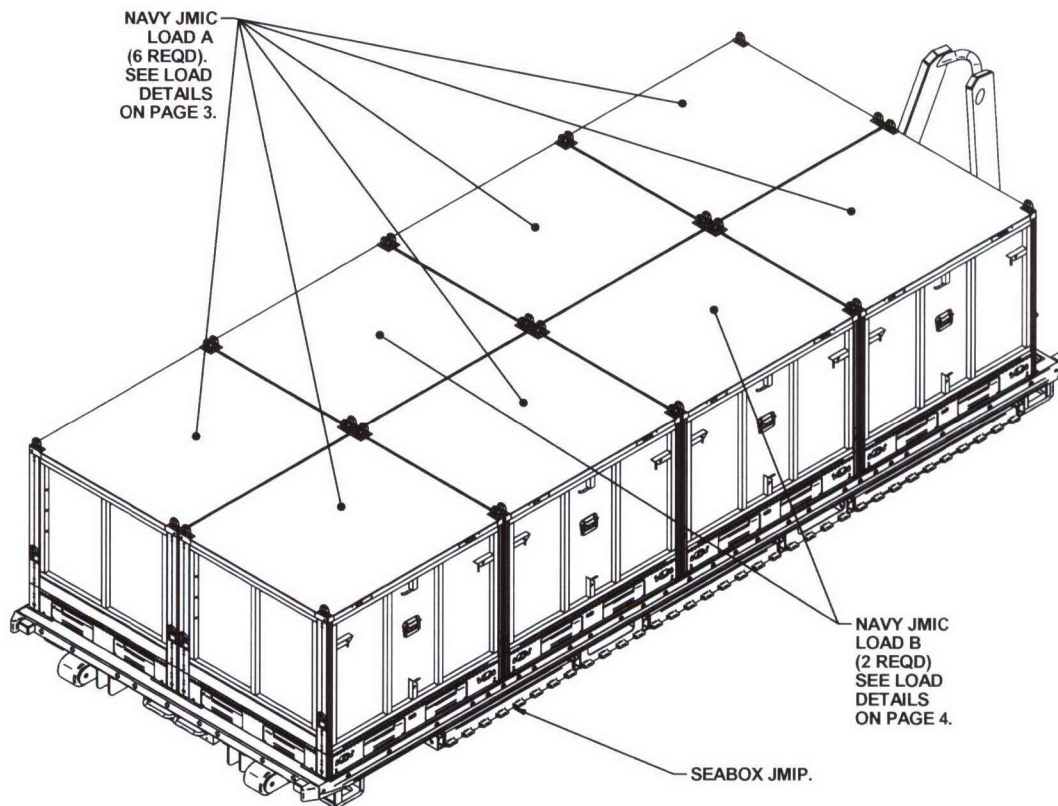 NAVY JMIC
LOAD A
(6 REQD).
SEE LOAD
DETAILS
ON PAGE 3.
NAVY JMIC
LOAD B
(2 REQD)
SEE LOAD
DETAILS
ON PAGE 4.
SEABOX JMIP.